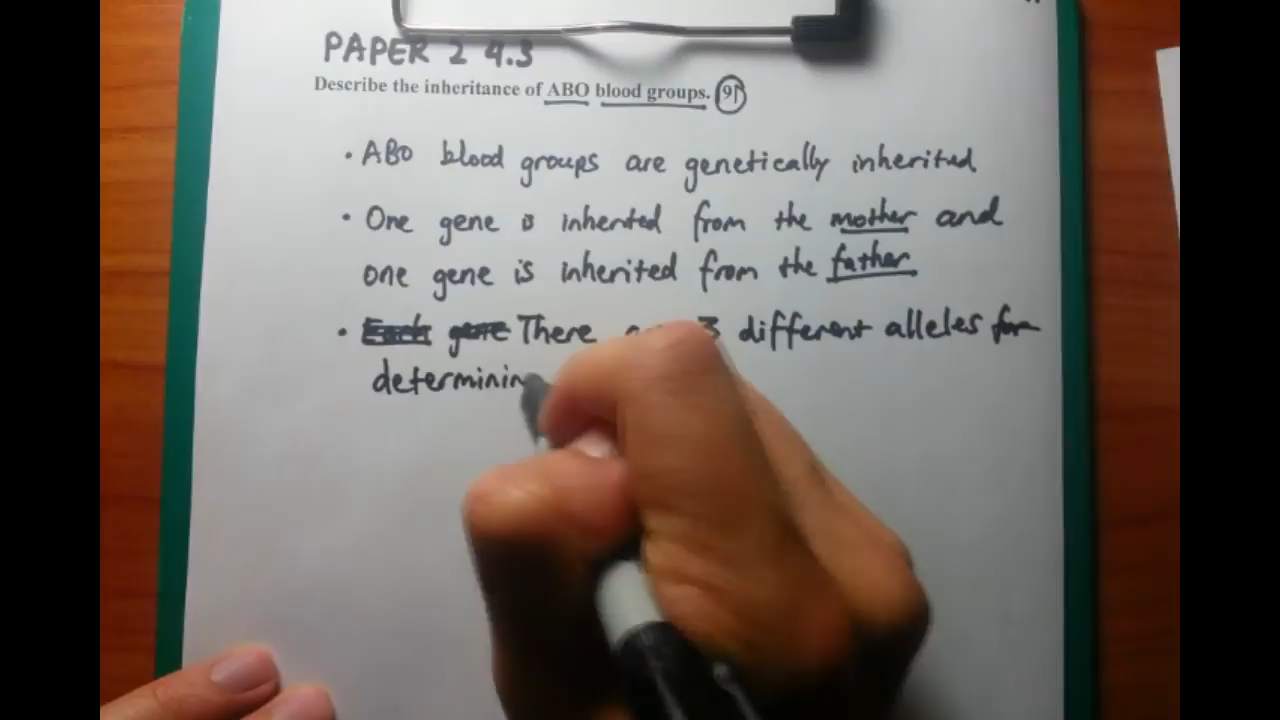 PAPER 2 4.3
Describe the inheritance of ABO blood groups. 9
• ABO blood groups are genetically inherited
• One gene is inherited from the mother and
one gene is inherited from the father
• Each gene There 3 different alleles for
determinin